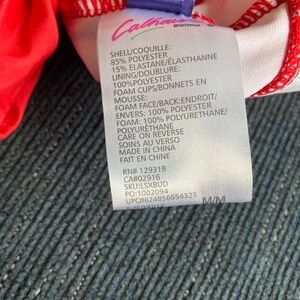 Calhoun
SPORTSWEAR
SHELL/COQUILLE:
85% POLYESTER
15% ELASTANE/ÉLASTHANNE
LINING/DOUBLURE:
100%POLYESTER
FOAM CUPS/BONNETS EN
MOUSSE:
FOAM FACE/BACK:ENDROIT/
ENVERS: 100% POLYESTER
FOAM: 100% POLYURETHANE/
POLYURÉTHANE
CARE ON REVERSE
SOINS AU VERSO
MADE IN CHINA
FAIT EN CHINE
RN# 129319
CA#02916
SKU:LSXBUD
PO:1002094
UPC#624856654325
M/M